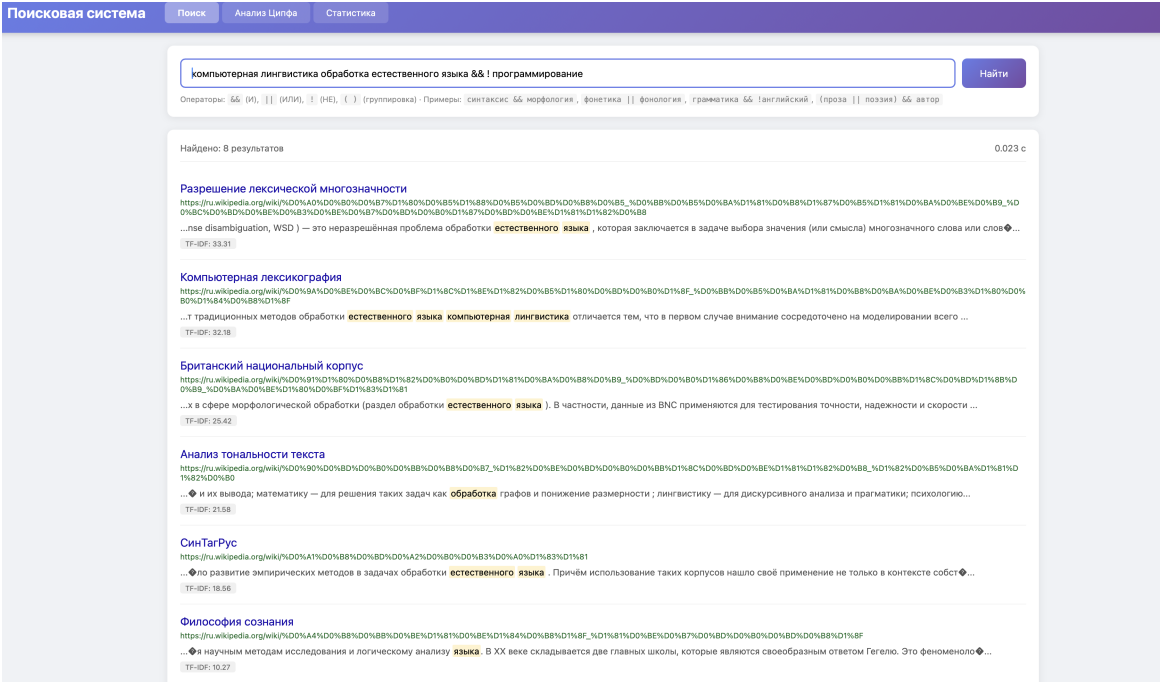 Поисковая система Поиск Анализ Ципфа Статистика
компьютерная лингвистика обработка естественного языка && ! программирование Найти
Операторы: && (И), || (ИЛИ), ! (НЕ), ( ) (группировка) · Примеры: синтаксис && морфология, фонетика || фонология, грамматика && !английский, (проза || поэзия) && автор
Найдено: 8 результатов 0.023 с
Разрешение лексической многозначности
https://ru.wikipedia.org/wiki/%D0%A0%D0%B0%D0%B7%D1%80%D0%B5%D1%88%D0%B5%D0%BD%D0%B8%D0%B5_%D0%BB%D0%B5%D0%BA%D1%81%D0%B8%D1%87%D0%B5%D1%81%D0%BA%D0%BE%D0%B9_%D
0%BC%D0%BD%D0%BE%D0%B3%D0%BE%D0%B7%D0%BD%D0%B0%D1%87%D0%BD%D0%BE%D1%81%D1%82%D0%B8
...nse disambiguation, WSD ) — это неразрешённая проблема обработки естественного языка , которая заключается в задаче выбора значения (или смысла) многозначного слова или слов�...
TF-IDF: 33.31
Компьютерная лексикография
https://ru.wikipedia.org/wiki/%D0%9A%D0%BE%D0%BC%D0%BF%D1%8C%D1%8E%D1%82%D0%B5%D1%80%D0%BD%D0%B0%D1%8F_%D0%BB%D0%B5%D0%BA%D1%81%D0%B8%D0%BA%D0%BE%D0%B3%D1%80%D0%
B0%D1%84%D0%B8%D1%8F
...т традиционных методов обработки естественного языка компьютерная лингвистика отличается тем, что в первом случае внимание сосредоточено на моделировании всего ...
TF-IDF: 32.18
Британский национальный корпус
https://ru.wikipedia.org/wiki/%D0%91%D1%80%D0%B8%D1%82%D0%B0%D0%BD%D1%81%D0%BA%D0%B8%D0%B9_%D0%BD%D0%B0%D1%86%D0%B8%D0%BE%D0%BD%D0%B0%D0%BB%D1%8C%D0%BD%D1%8B%D
0%B9_%D0%BA%D0%BE%D1%80%D0%BF%D1%83%D1%81
...х в сфере морфологической обработки (раздел обработки естественного языка ). В частности, данные из BNC применяются для тестирования точности, надежности и скорости ...
TF-IDF: 25.42
Анализ тональности текста
https://ru.wikipedia.org/wiki/%D0%90%D0%BD%D0%B0%D0%BB%D0%B8%D0%B7_%D1%82%D0%BE%D0%BD%D0%B0%D0%BB%D1%8C%D0%BD%D0%BE%D1%81%D1%82%D0%B8_%D1%82%D0%B5%D0%BA%D1%81%D
1%82%D0%B0
...� и их вывода; математику — для решения таких задач как обработка графов и понижение размерности ; лингвистику — для дискурсивного анализа и прагматики; психологию...
TF-IDF: 21.58
СинТагРус
https://ru.wikipedia.org/wiki/%D0%A1%D0%B8%D0%BD%D0%A2%D0%B0%D0%B3%D0%A0%D1%83%D1%81
...�ло развитие эмпирических методов в задачах обработки естественного языка . Причём использование таких корпусов нашло своё применение не только в контексте собст�...
TF-IDF: 18.56
Философия сознания
https://ru.wikipedia.org/wiki/%D0%A4%D0%B8%D0%BB%D0%BE%D1%81%D0%BE%D1%84%D0%B8%D1%8F_%D1%81%D0%BE%D0%B7%D0%BD%D0%B0%D0%BD%D0%B8%D1%8F
...�я научным методам исследования и логическому анализу языка. В XX веке складывается две главных школы, которые являются своеобразным ответом Гегелю. Это феноменоло�...
TF-IDF: 10.27